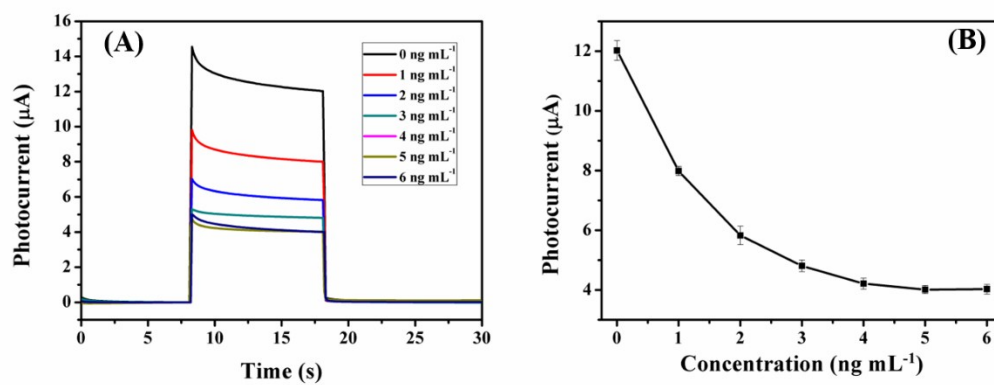 (A)
16
14
12
10
8
6
4
2
0
Photocurrent (μA)
0 ng mL⁻¹
1 ng mL⁻¹
2 ng mL⁻¹
3 ng mL⁻¹
4 ng mL⁻¹
5 ng mL⁻¹
6 ng mL⁻¹
0 5 10 15 20 25 30
Time (s)
(B)
12
10
8
6
4
Photocurrent (μA)
0 1 2 3 4 5 6
Concentration (ng mL⁻¹)